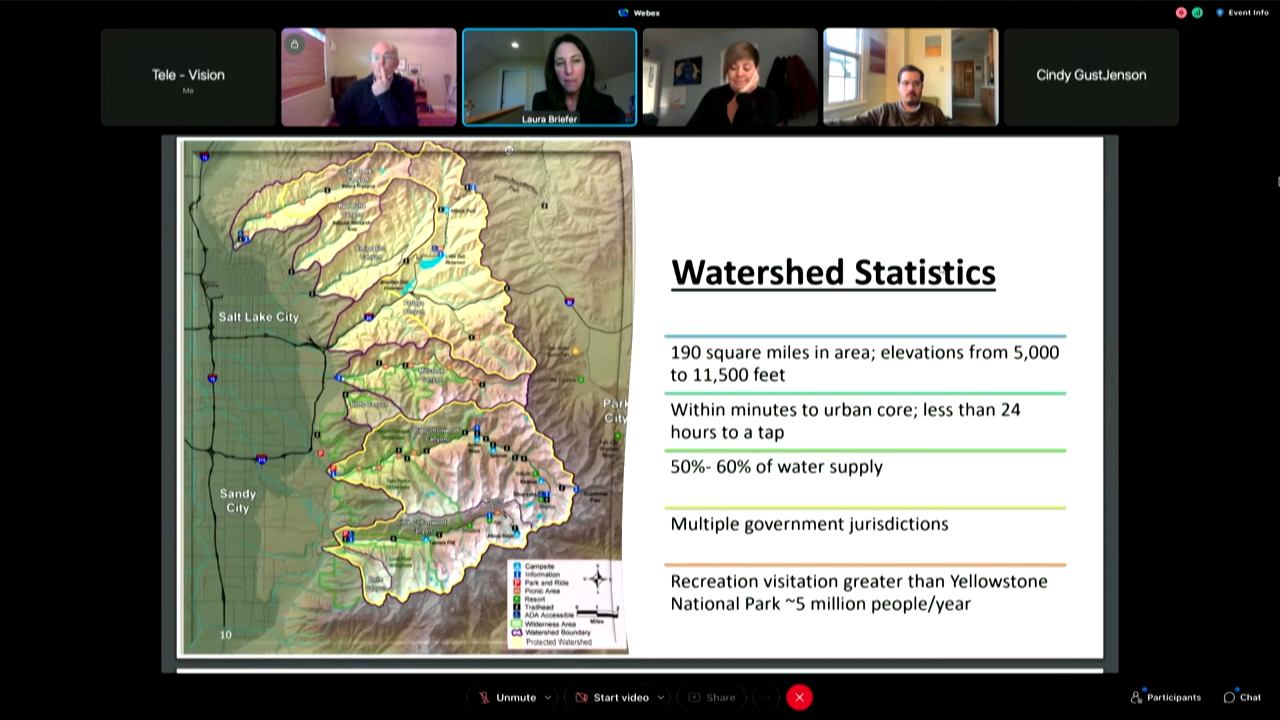 Webex
Event Info
Tele - Vision
Me
Laura Briefer
Cindy GustJenson
Salt Lake City
Park
City
Sandy
City
10
Campsite
Information
Park and Ride
Picnic Area
Resort
Trailhead
ADA Accessible
Wilderness Area
Watershed Boundary
Protected Watershed
Miles
Watershed Statistics
190 square miles in area; elevations from 5,000
to 11,500 feet
Within minutes to urban core; less than 24
hours to a tap
50%- 60% of water supply
Multiple government jurisdictions
Recreation visitation greater than Yellowstone
National Park ~5 million people/year
Unmute
Start video
Share
Participants
Chat